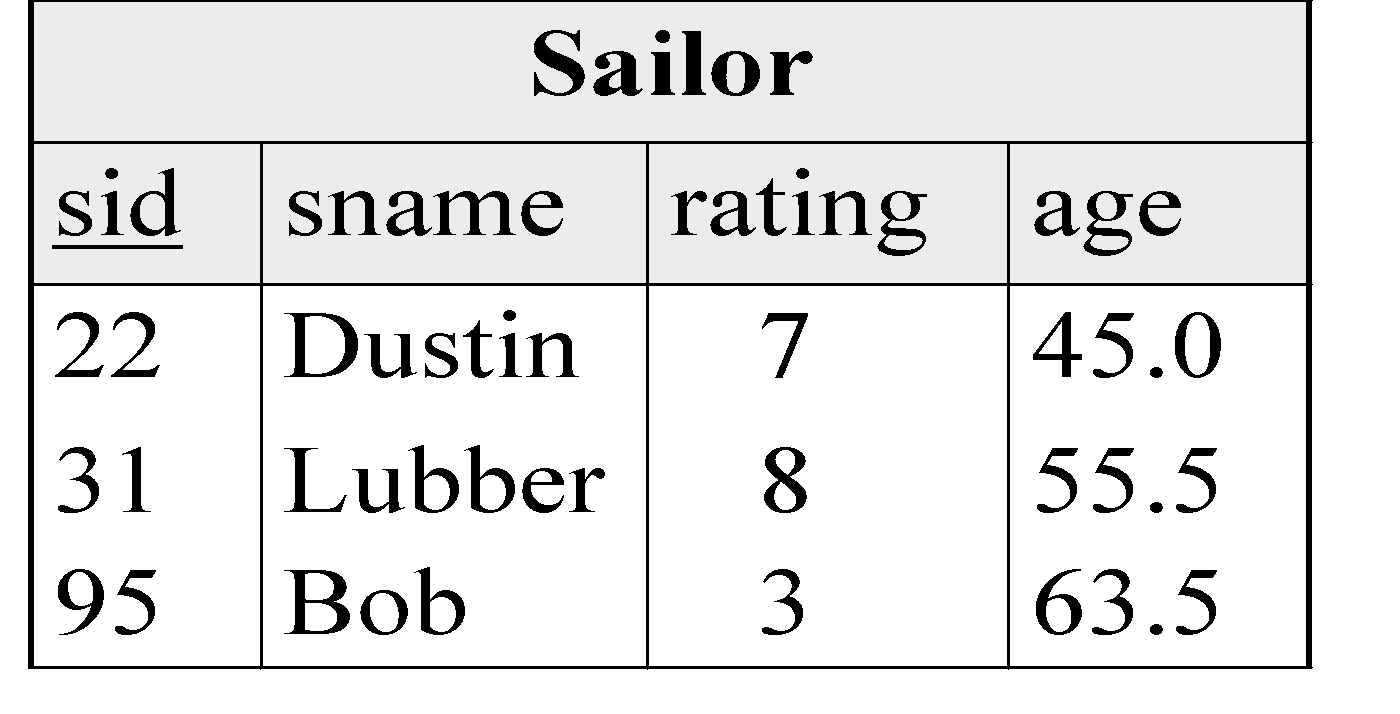 Sailor
sid sname rating age
22 Dustin 7 45.0
31 Lubber 8 55.5
95 Bob 3 63.5